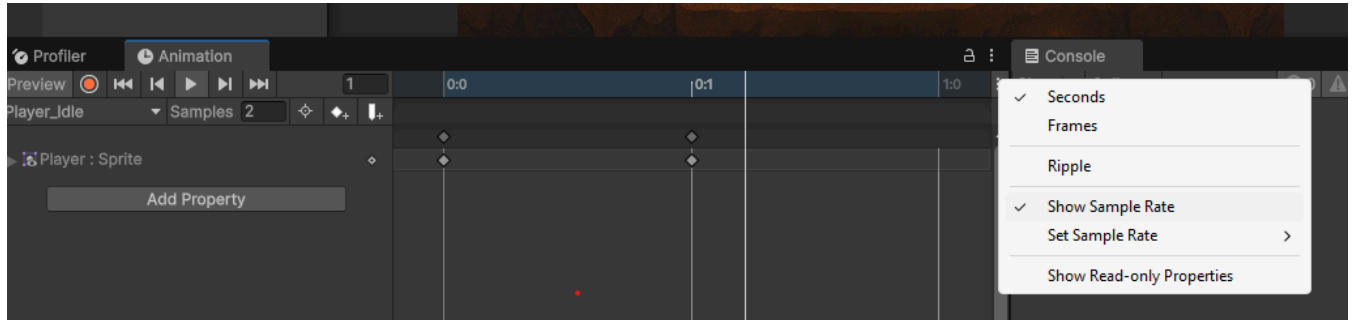 Profiler Animation Console
Preview 1 0:0 0:1 1:0
Player_Idle Samples 2
Player : Sprite
Add Property
Seconds
Frames
Ripple
Show Sample Rate
Set Sample Rate
Show Read-only Properties